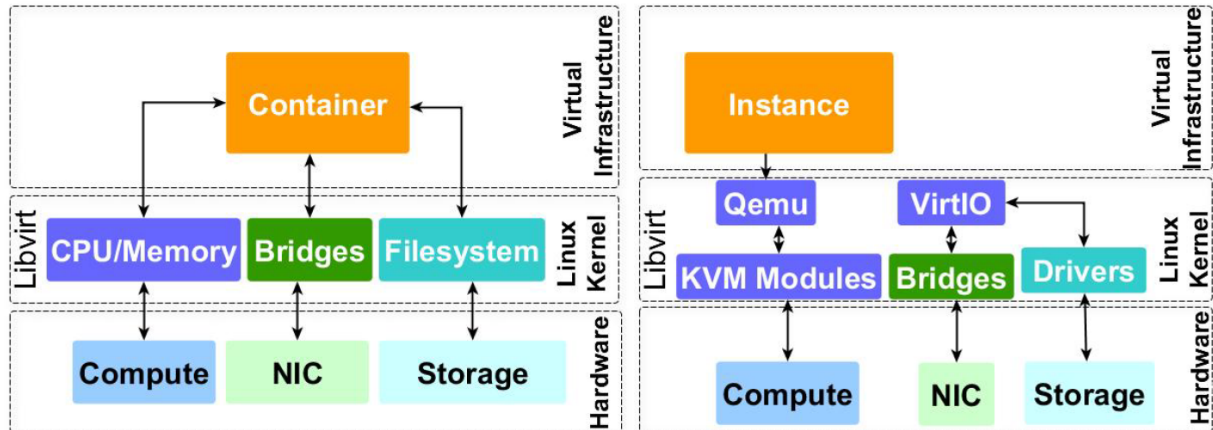 Container
Virtual
Infrastructure
Libvirt
CPU/Memory
Bridges
Filesystem
Linux
Kernel
Compute
NIC
Storage
Hardware
Instance
Virtual
Infrastructure
Libvirt
Qemu
VirtIO
KVM Modules
Bridges
Drivers
Linux
Kernel
Compute
NIC
Storage
Hardware